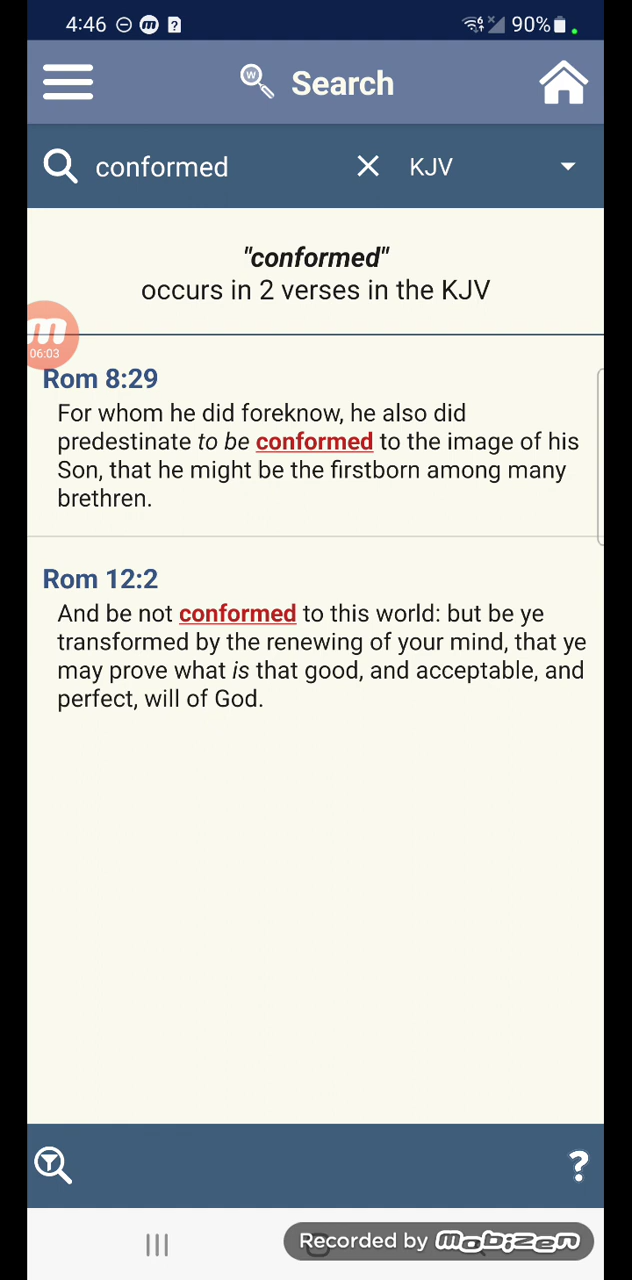 4:46 90%
Search
conformed KJV
"conformed"
occurs in 2 verses in the KJV
06:03
Rom 8:29
For whom he did foreknow, he also did
predestinate to be conformed to the image of his
Son, that he might be the firstborn among many
brethren.
Rom 12:2
And be not conformed to this world: but be ye
transformed by the renewing of your mind, that ye
may prove what is that good, and acceptable, and
perfect, will of God.
?
Recorded by mobizen